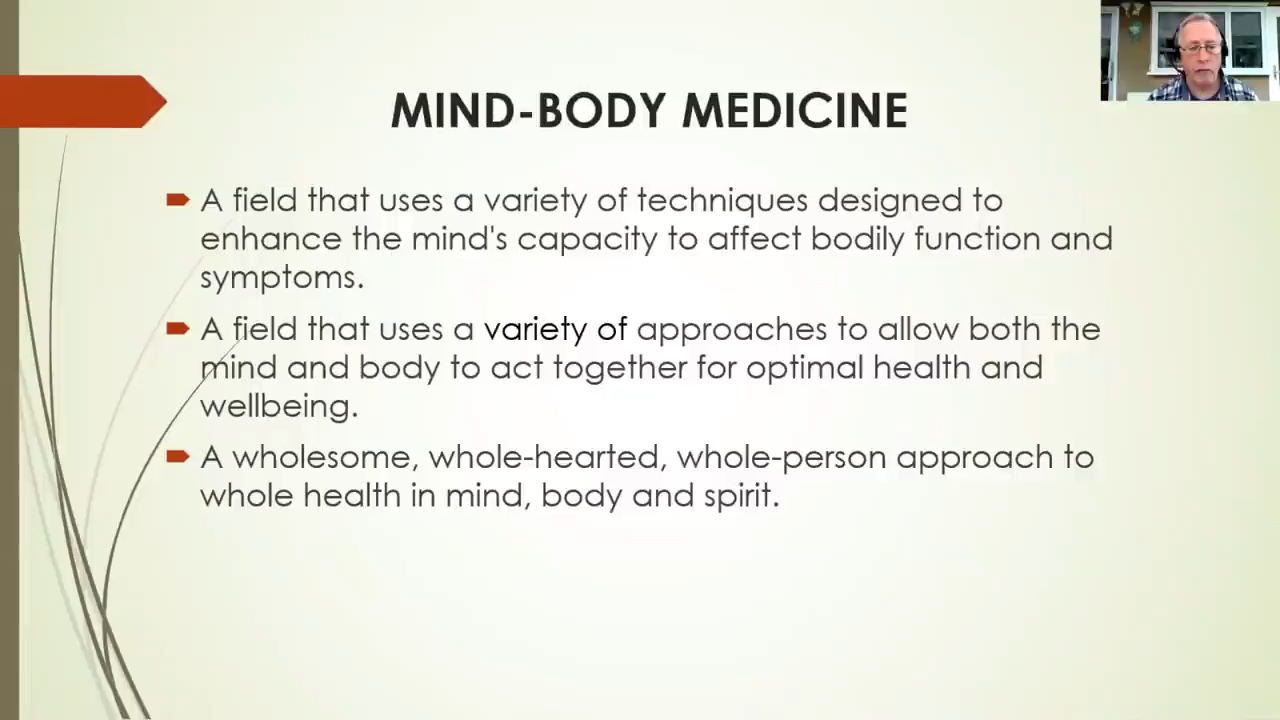 MIND-BODY MEDICINE
A field that uses a variety of techniques designed to
enhance the mind's capacity to affect bodily function and
symptoms.
A field that uses a variety of approaches to allow both the
mind and body to act together for optimal health and
wellbeing.
A wholesome, whole-hearted, whole-person approach to
whole health in mind, body and spirit.